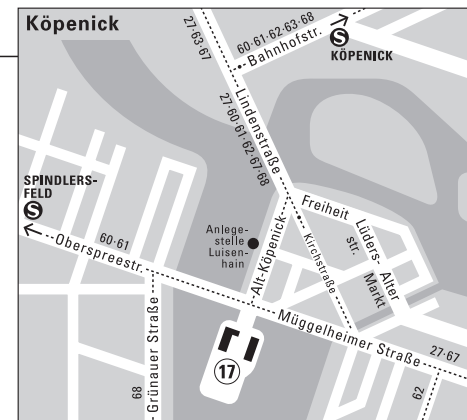 Köpenick
27·63·67
60·61·62·63·68
Bahnhofstr.
S
KÖPENICK
Lindenstraße
27·60·61·62·67·68
SPINDLERS-
FELD
S
Freiheit
Lüders-
str.
Alter
Markt
Anlege-
stelle
Luisen-
hain
Alt-Köpenick
Kirchstraße
60·61
Oberspreestr.
Müggelheimer Straße
27·67
Grünauer Straße
68
17
62